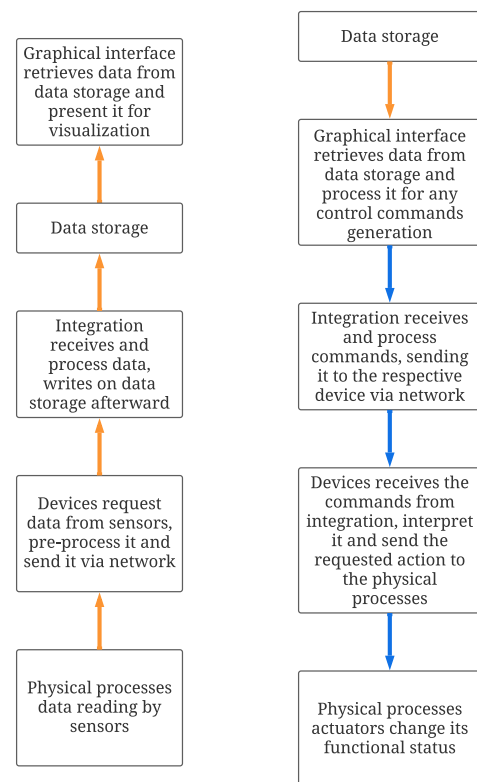 Graphical interface
retrieves data from
data storage and
present it for
visualization
Data storage
Integration
receives and
process data,
writes on data
storage afterward
Devices request
data from sensors,
pre-process it and
send it via network
Physical processes
data reading by
sensors
Data storage
Graphical interface
retrieves data from
data storage and
process it for any
control commands
generation
Integration receives
and process
commands, sending
it to the respective
device via network
Devices receives the
commands from
integration, interpret
it and send the
requested action to
the physical
processes
Physical processes
actuators change its
functional status